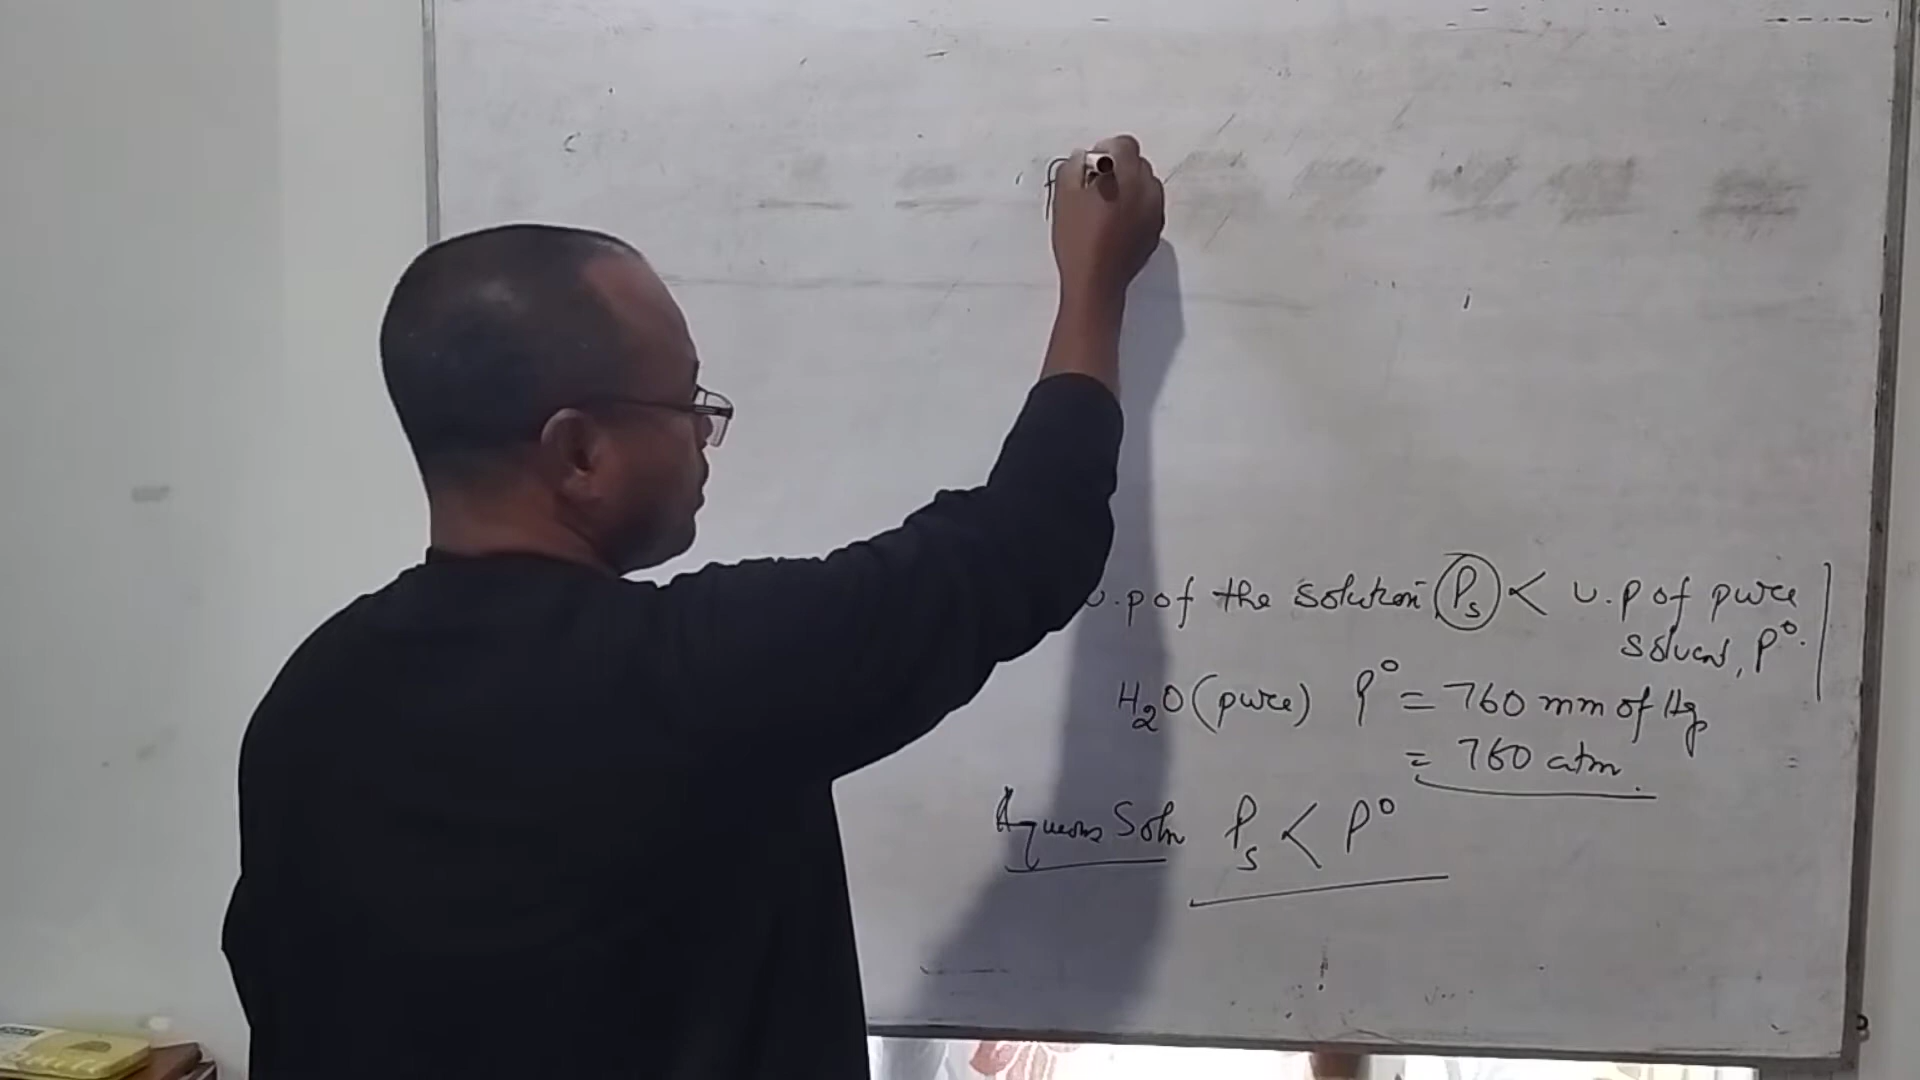 v.p of the solution Ps < v.p of pure
solvent, P°.
H2O (pure) P° = 760 mm of Hg
= 760 atm.
Aqueous Soln Ps < P°